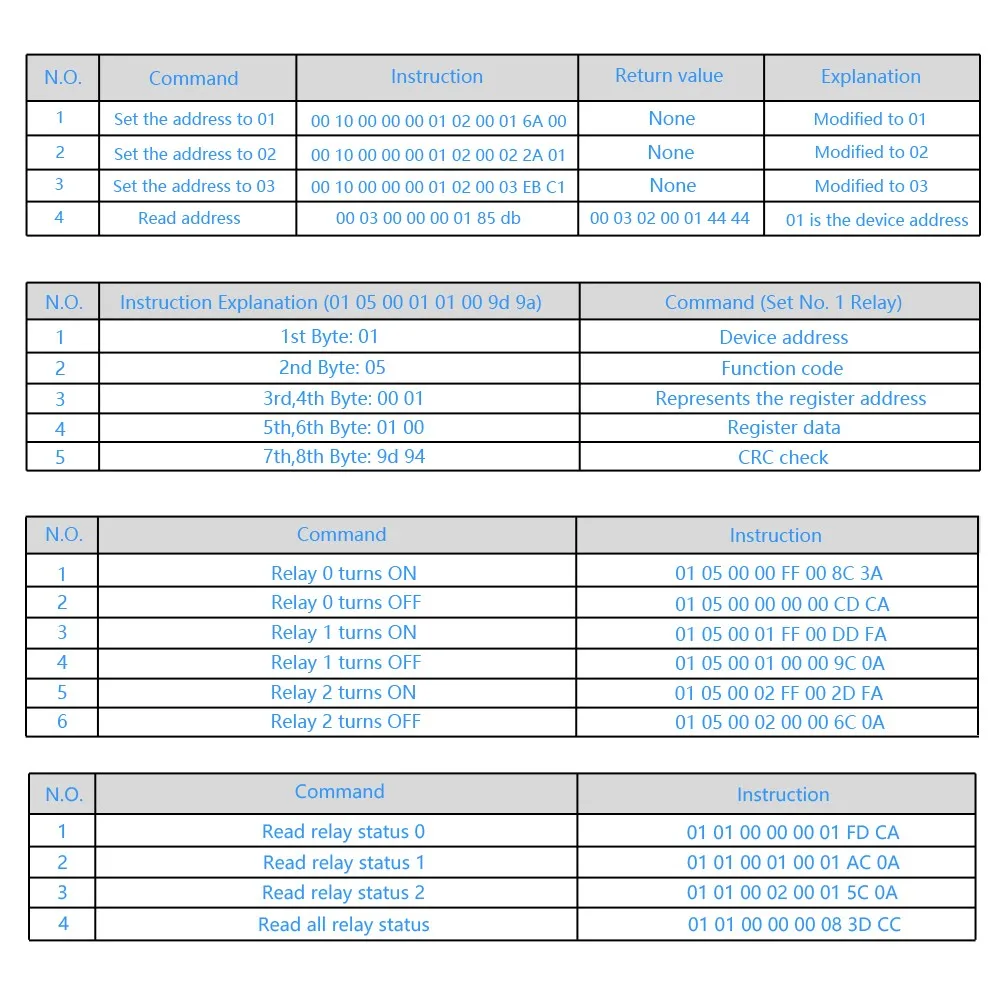 N.O. Command Instruction Return value Explanation
1 Set the address to 01 00 10 00 00 00 01 02 00 01 6A 00 None Modified to 01
2 Set the address to 02 00 10 00 00 00 01 02 00 02 2A 01 None Modified to 02
3 Set the address to 03 00 10 00 00 00 01 02 00 03 EB C1 None Modified to 03
4 Read address 00 03 00 00 00 01 85 db 00 03 02 00 01 44 44 01 is the device address
N.O. Instruction Explanation (01 05 00 01 01 00 9d 9a) Command (Set No. 1 Relay)
1 1st Byte: 01 Device address
2 2nd Byte: 05 Function code
3 3rd,4th Byte: 00 01 Represents the register address
4 5th,6th Byte: 01 00 Register data
5 7th,8th Byte: 9d 94 CRC check
N.O. Command Instruction
1 Relay 0 turns ON 01 05 00 00 FF 00 8C 3A
2 Relay 0 turns OFF 01 05 00 00 00 00 CD CA
3 Relay 1 turns ON 01 05 00 01 FF 00 DD FA
4 Relay 1 turns OFF 01 05 00 01 00 00 9C 0A
5 Relay 2 turns ON 01 05 00 02 FF 00 2D FA
6 Relay 2 turns OFF 01 05 00 02 00 00 6C 0A
N.O. Command Instruction
1 Read relay status 0 01 01 00 00 00 01 FD CA
2 Read relay status 1 01 01 00 01 00 01 AC 0A
3 Read relay status 2 01 01 00 02 00 01 5C 0A
4 Read all relay status 01 01 00 00 00 08 3D CC